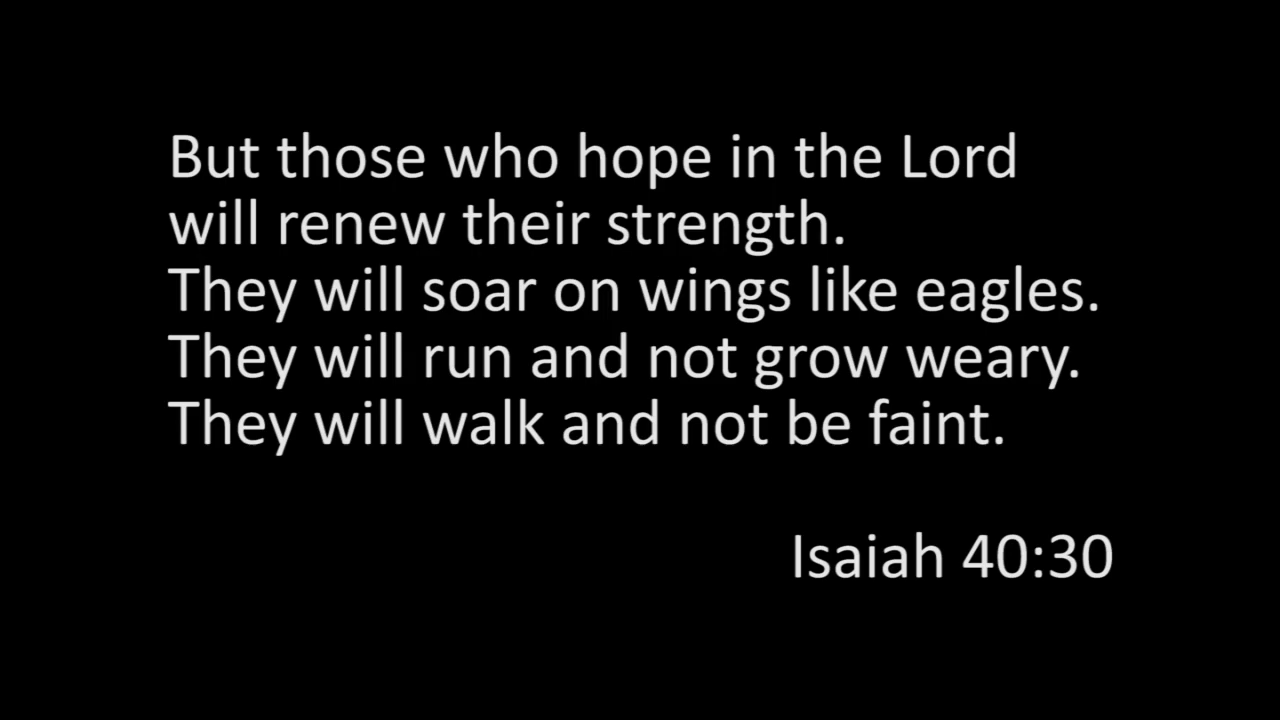 But those who hope in the Lord
will renew their strength.
They will soar on wings like eagles.
They will run and not grow weary.
They will walk and not be faint.
Isaiah 40:30